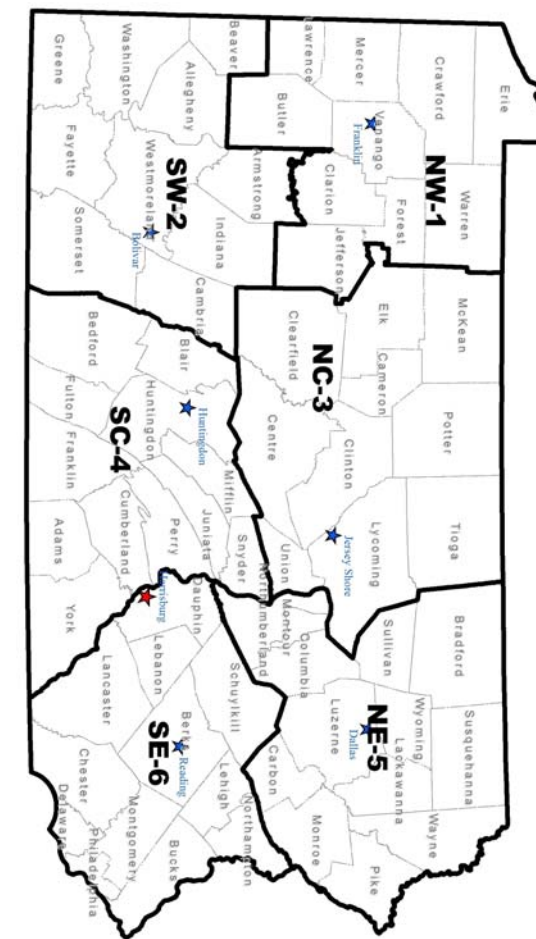 Erie
Crawford
Warren
McKean
Potter
Tioga
Bradford
Susquehanna
Wayne
Mercer
Venango
Franklin
Forest
NW-1
Elk
Cameron
Clinton
Lycoming
Jersey Shore
Sullivan
Wyoming
Lackawanna
Pike
Lawrence
Butler
Clarion
Jefferson
NC-3
Clearfield
Centre
Union
Montour
Northumberland
Columbia
Luzerne
Dallas
NE-5
Carbon
Monroe
Beaver
Allegheny
Armstrong
Indiana
Cambria
Blair
Huntingdon
Huntingdon
Mifflin
Juniata
Snyder
Perry
Dauphin
Schuylkill
Lehigh
Northampton
Washington
Westmoreland
SW-2
Bolivar
SC-4
Cumberland
Harrisburg
Lebanon
Berks
Reading
SE-6
Bucks
Montgomery
Greene
Fayette
Somerset
Bedford
Fulton
Franklin
Adams
York
Lancaster
Chester
Delaware
Philadelphia